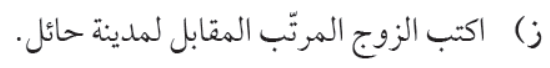 ز) اكتب الزوج المرتّب المقابل لمدينة حائل.